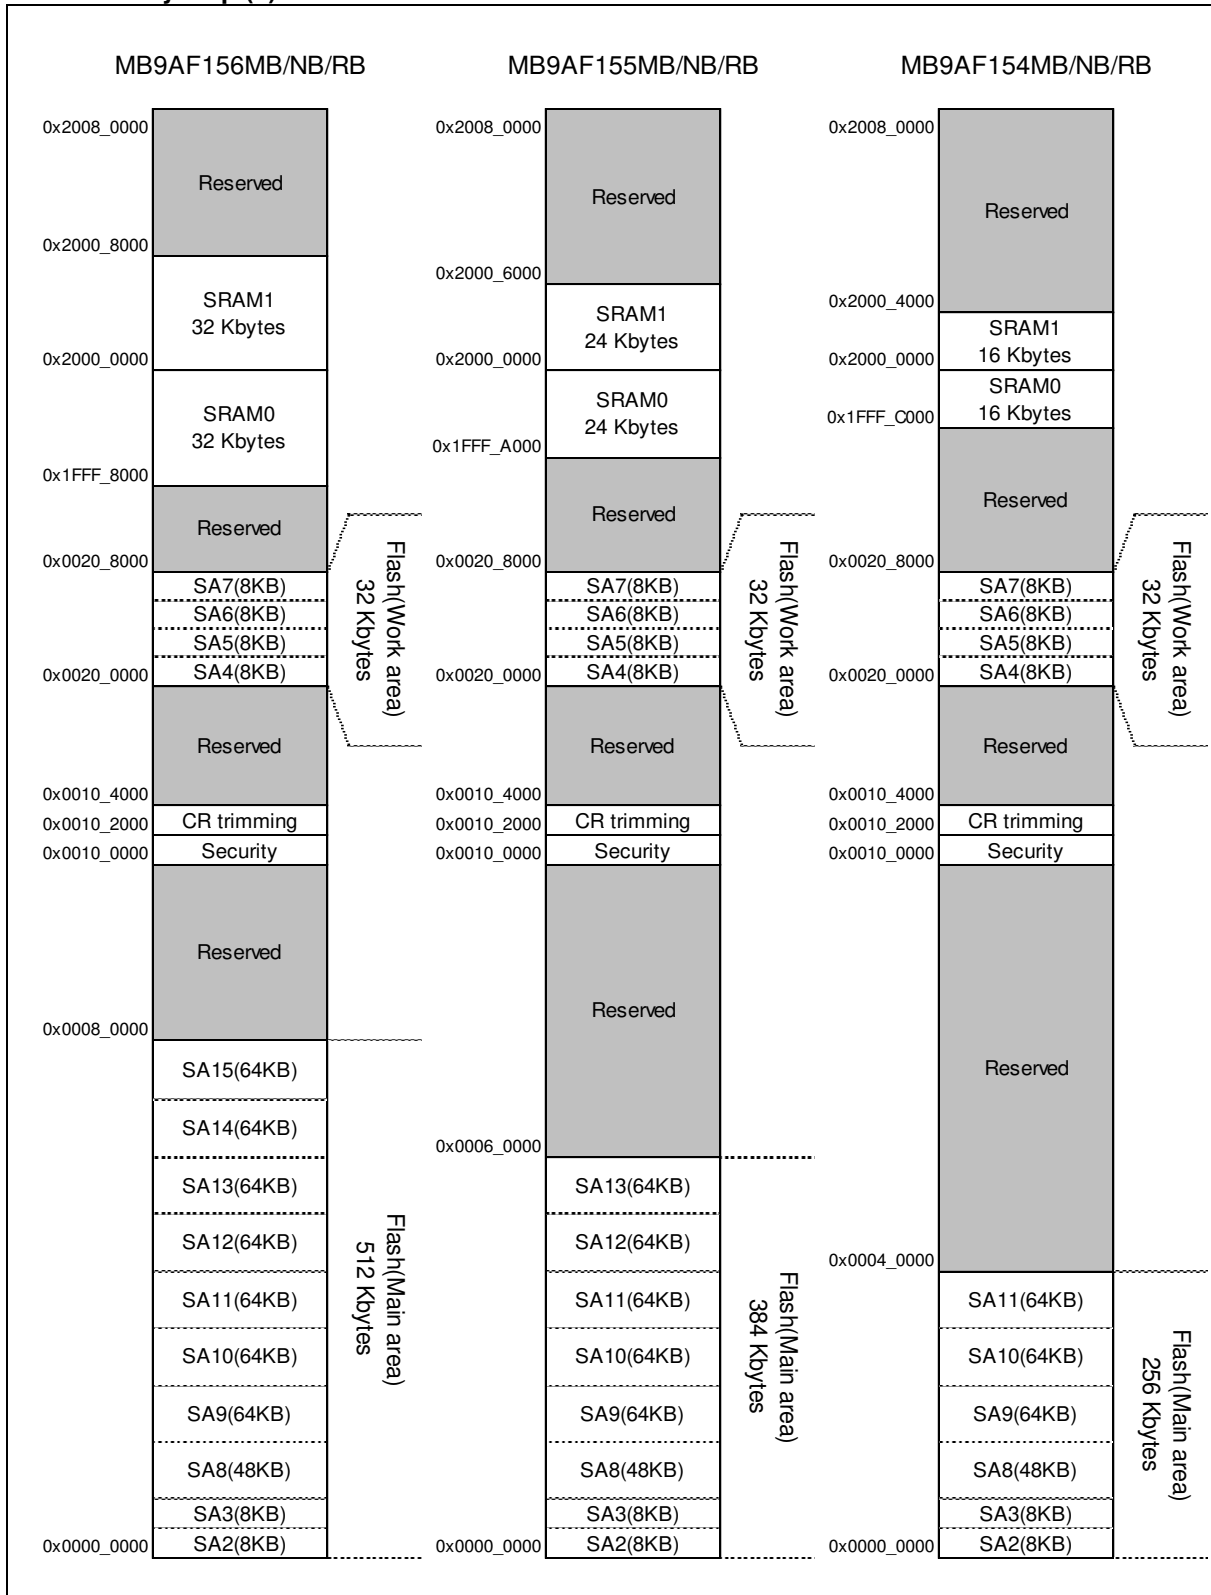 MB9AF156MB/NB/RB
0x2008_0000
Reserved
0x2000_8000
SRAM1
32 Kbytes
0x2000_0000
SRAM0
32 Kbytes
0x1FFF_8000
Reserved
0x0020_8000
SA7(8KB)
SA6(8KB)
SA5(8KB)
0x0020_0000 SA4(8KB)
Flash(Work area)
32 Kbytes
Reserved
0x0010_4000
0x0010_2000 CR trimming
0x0010_0000 Security
Reserved
0x0008_0000
SA15(64KB)
SA14(64KB)
SA13(64KB)
SA12(64KB)
SA11(64KB)
SA10(64KB)
SA9(64KB)
SA8(48KB)
SA3(8KB)
0x0000_0000 SA2(8KB)
Flash(Main area)
512 Kbytes
MB9AF155MB/NB/RB
0x2008_0000
Reserved
0x2000_6000
SRAM1
24 Kbytes
0x2000_0000
SRAM0
24 Kbytes
0x1FFF_A000
Reserved
0x0020_8000
SA7(8KB)
SA6(8KB)
SA5(8KB)
0x0020_0000 SA4(8KB)
Flash(Work area)
32 Kbytes
Reserved
0x0010_4000
0x0010_2000 CR trimming
0x0010_0000 Security
Reserved
0x0006_0000
SA13(64KB)
SA12(64KB)
SA11(64KB)
SA10(64KB)
SA9(64KB)
SA8(48KB)
SA3(8KB)
0x0000_0000 SA2(8KB)
Flash(Main area)
384 Kbytes
MB9AF154MB/NB/RB
0x2008_0000
Reserved
0x2000_4000
SRAM1
0x2000_0000 16 Kbytes
SRAM0
0x1FFF_C000 16 Kbytes
Reserved
0x0020_8000
SA7(8KB)
SA6(8KB)
SA5(8KB)
0x0020_0000 SA4(8KB)
Flash(Work area)
32 Kbytes
Reserved
0x0010_4000
0x0010_2000 CR trimming
0x0010_0000 Security
Reserved
0x0004_0000
SA11(64KB)
SA10(64KB)
SA9(64KB)
SA8(48KB)
SA3(8KB)
0x0000_0000 SA2(8KB)
Flash(Main area)
256 Kbytes